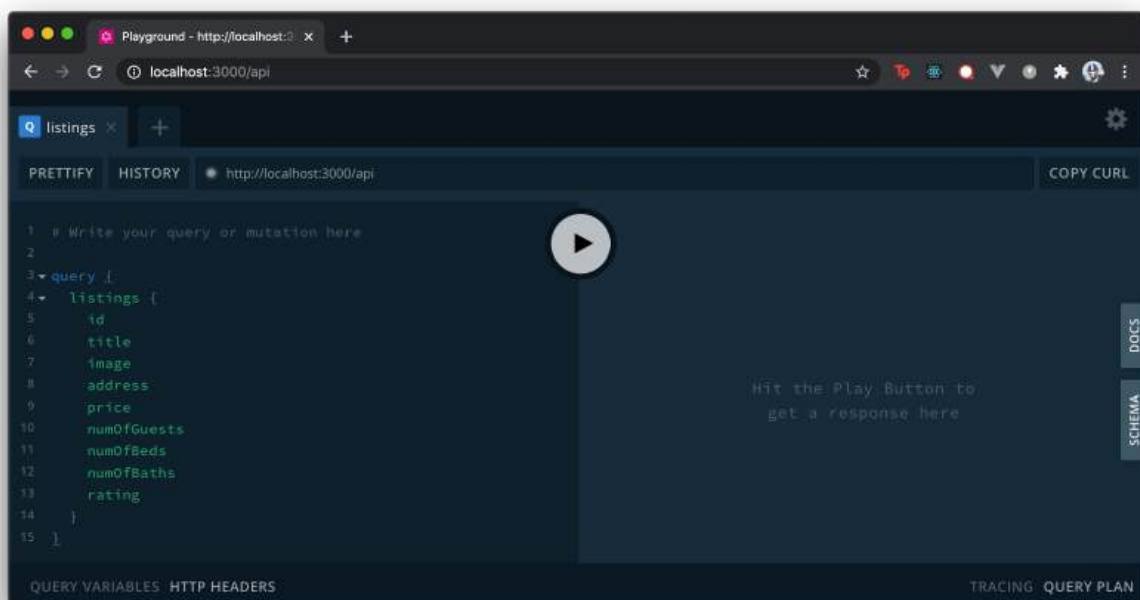 Playground - http://localhost:3
localhost:3000/api
Q listings
PRETTIFY HISTORY http://localhost:3000/api COPY CURL
1 # Write your query or mutation here
2
3 query {
4 listings {
5 id
6 title
7 image
8 address
9 price
10 numOfGuests
11 numOfBeds
12 numOfBaths
13 rating
14 }
15 }
Hit the Play Button to
get a response here
DOCS
SCHEMA
QUERY VARIABLES HTTP HEADERS TRACING QUERY PLAN